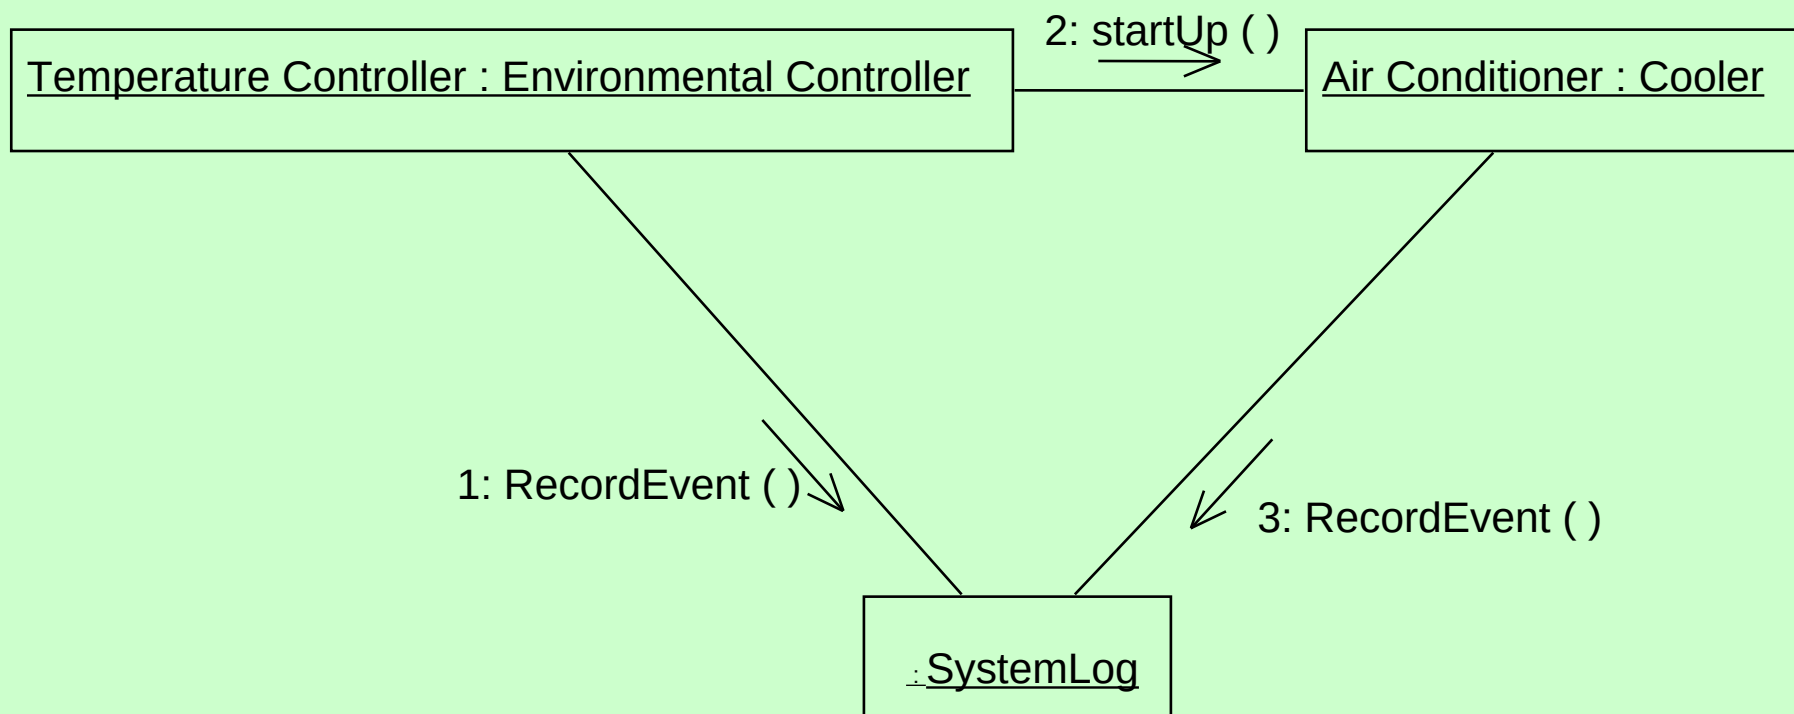 2: startUp ( )
Temperature Controller : Environmental Controller
Air Conditioner : Cooler
1: RecordEvent ( )
3: RecordEvent ( )
: SystemLog